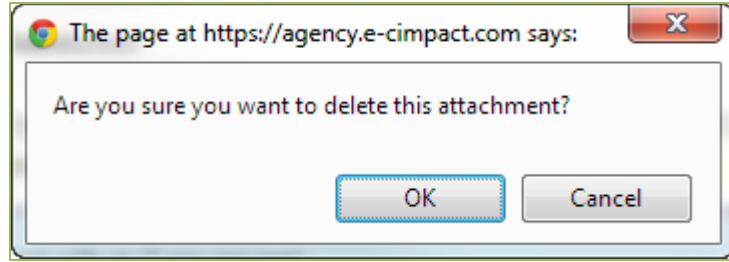 The page at https://agency.e-cimpact.com says:
Are you sure you want to delete this attachment?
OK Cancel